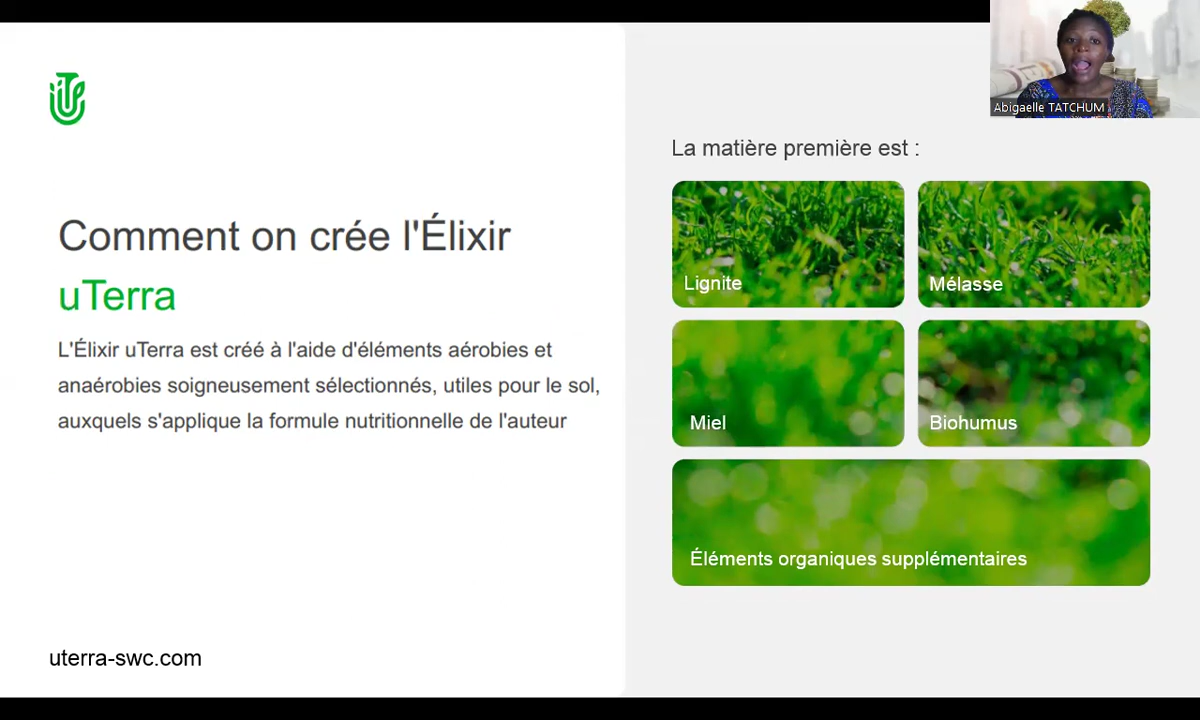 Abigaelle TATCHUM
Comment on crée l'Élixir
uTerra
L'Élixir uTerra est créé à l'aide d'éléments aérobies et
anaérobies soigneusement sélectionnés, utiles pour le sol,
auxquels s'applique la formule nutritionnelle de l'auteur
uterra-swc.com
La matière première est :
Lignite
Mélasse
Miel
Biohumus
Éléments organiques supplémentaires